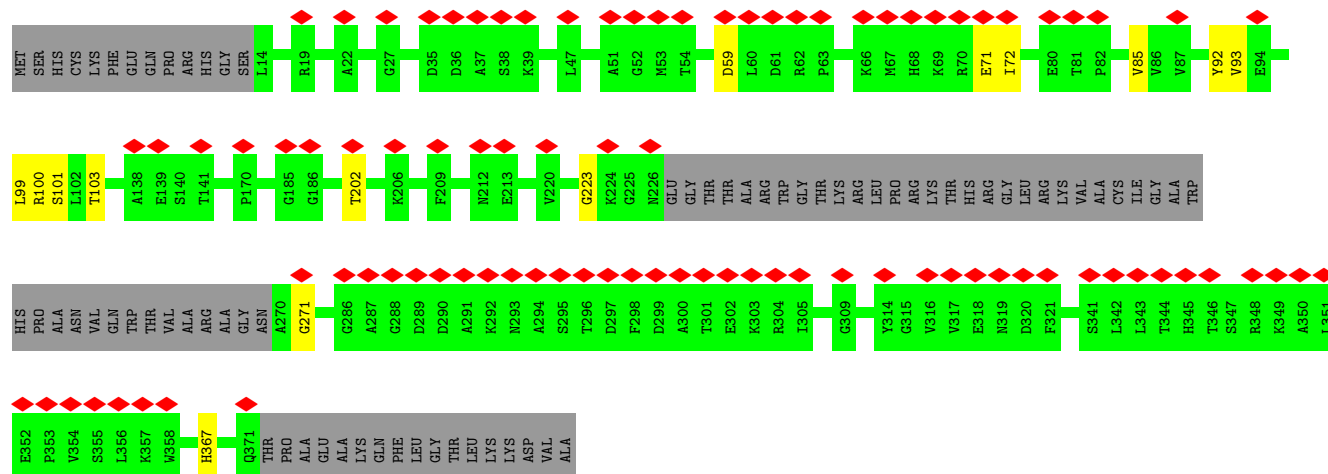 MET SER HIS CYS LYS PHE GLU GLN PRO ARG HIS GLY SER L14 R19 A22 G27 D35 D36 A37 S38 K39 L47 A51 G52 M53 T54 D59 L60 D61 R62 P63 K66 M67 H68 K69 R70 E71 I72 E80 T81 P82 V85 V86 V87 Y92 V93 E94
L99 R100 S101 L102 T103 A138 E139 S140 T141 P170 G185 G186 T202 K206 F209 N212 E213 V220 G223 K224 G225 N226 GLU GLY THR THR ALA ARG TRP GLY THR LYS ARG LEU PRO ARG LYS THR HIS ARG GLY LEU ARG LYS VAL ALA CYS ILE GLY ALA TRP
HIS PRO ALA ASN VAL GLN TRP THR VAL ALA ARG ALA GLY ASN A270 G271 G286 A287 G288 D289 D290 A291 K292 N293 A294 S295 T296 D297 F298 D299 A300 T301 E302 K303 R304 I305 G309 Y314 G315 V316 V317 E318 N319 D320 F321 S341 L342 L343 T344 H345 T346 S347 R348 K349 A350 L351
E352 P353 V354 S355 L356 K357 W358 H367 Q371 THR PRO ALA GLU ALA LYS GLN PHE LEU GLY THR LEU LYS LYS ASP VAL ALA